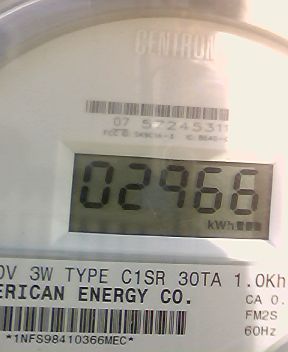 CENTRON
07 57245311
02966
kWh
0V 3W TYPE C1SR 30TA 1.0Kh
ERICAN ENERGY CO.
CA 0.
FM2S
60Hz
*1NFS98410366MEC*